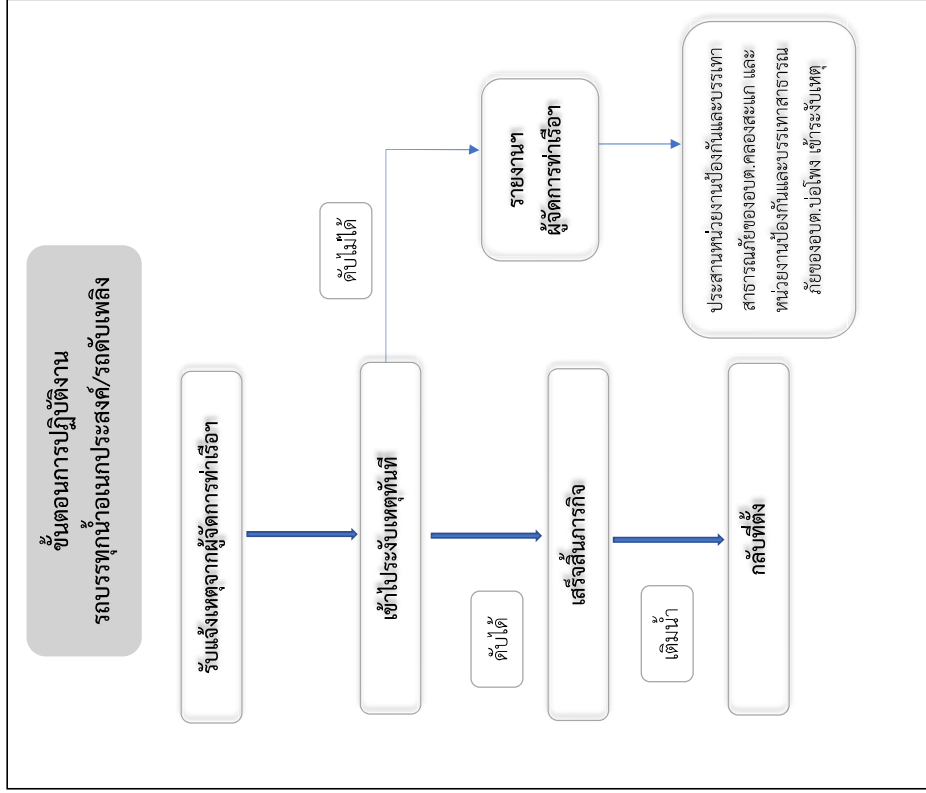 ขั้นตอนการปฏิบัติงาน
รถบรรทุกน้ำอเนกประสงค์/รถดับเพลิง
รับแจ้งเหตุจากผู้จัดการท่าเรือฯ
เข้าไประงับเหตุทันที
ดับไม่ได้
รายงานฯ
ผู้จัดการท่าเรือฯ
ประสานหน่วยงานป้องกันและบรรเทา
สาธารณภัยของอบต.คลองสะแก และ
หน่วยงานป้องกันและบรรเทาสาธารณ
ภัยของอบต.บ่อโพง เข้าระงับเหตุ
ดับได้
เสร็จสิ้นภารกิจ
เติมน้ำ
กลับที่ตั้ง